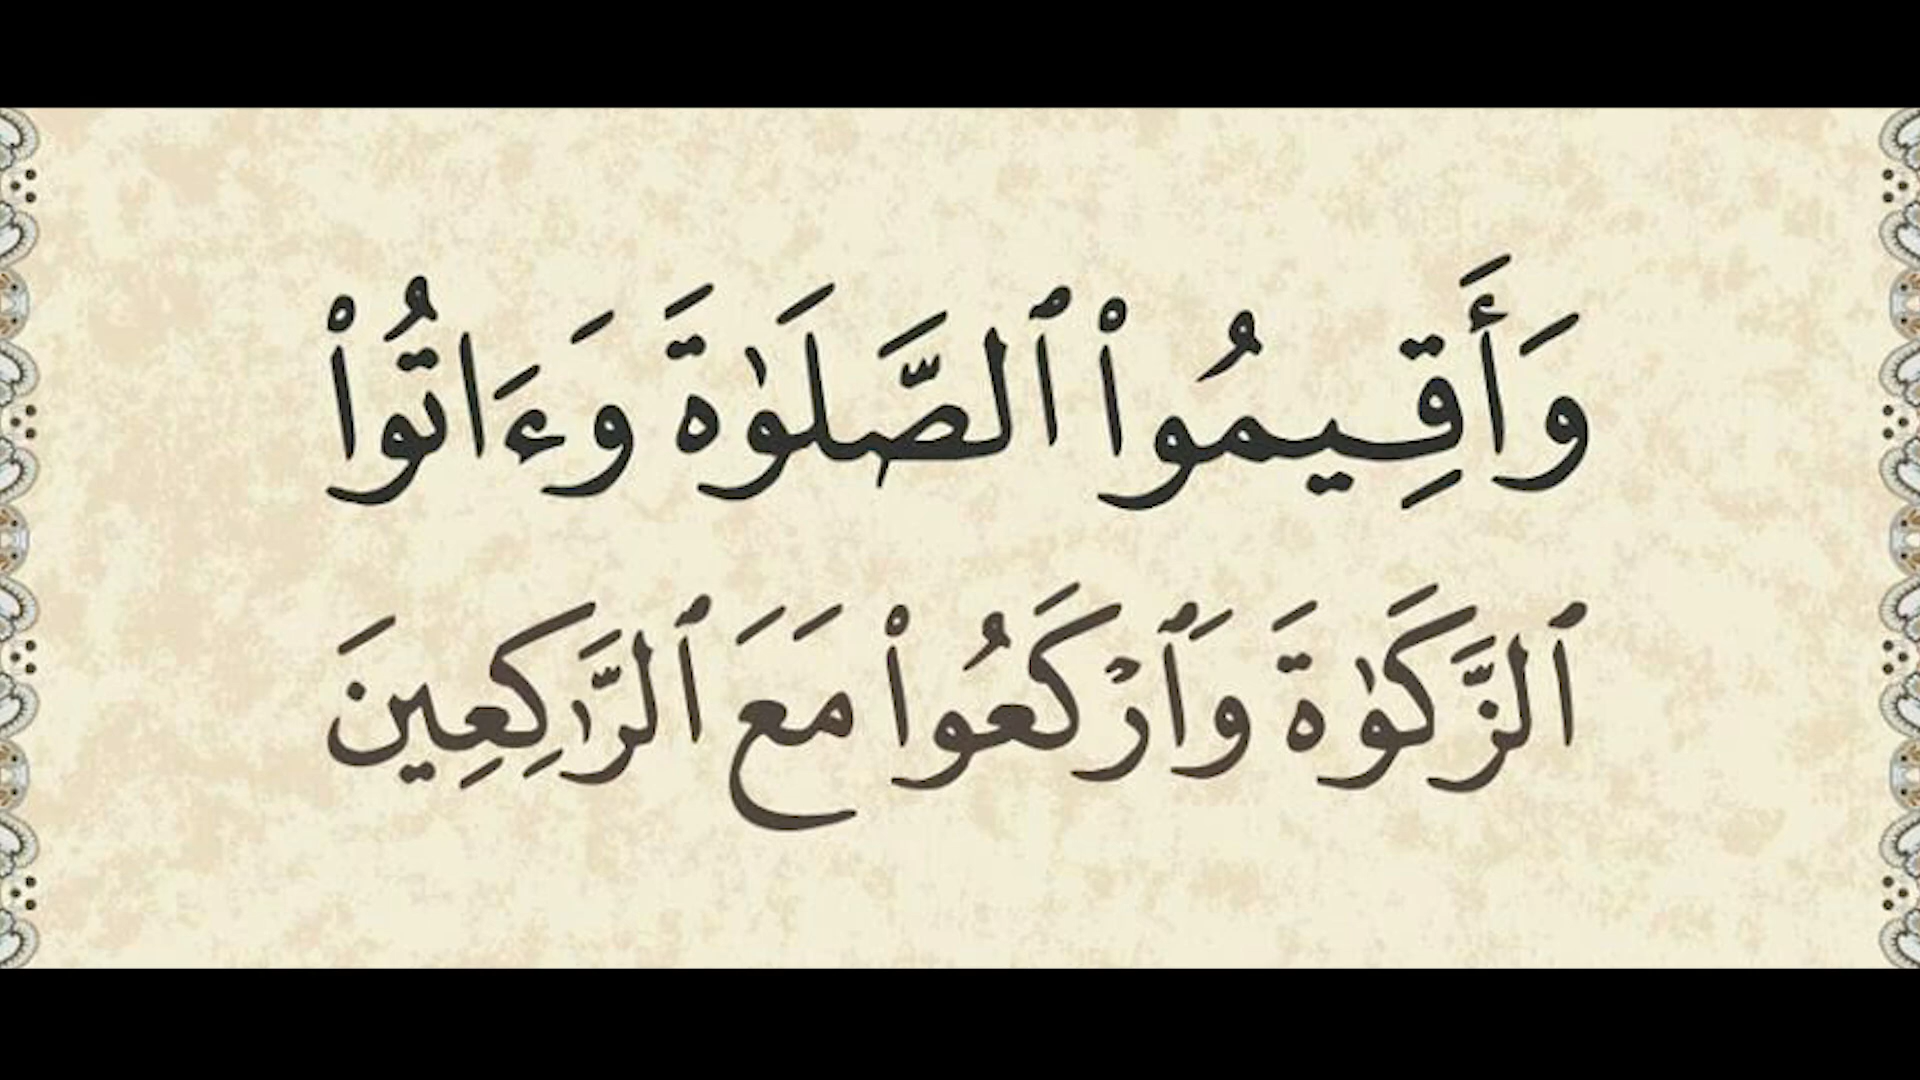 وَأَقِيمُوا۟ ٱلصَّلَوٰةَ وَءَاتُوا۟
ٱلزَّكَوٰةَ وَٱرْكَعُوا۟ مَعَ ٱلرَّٰكِعِينَ